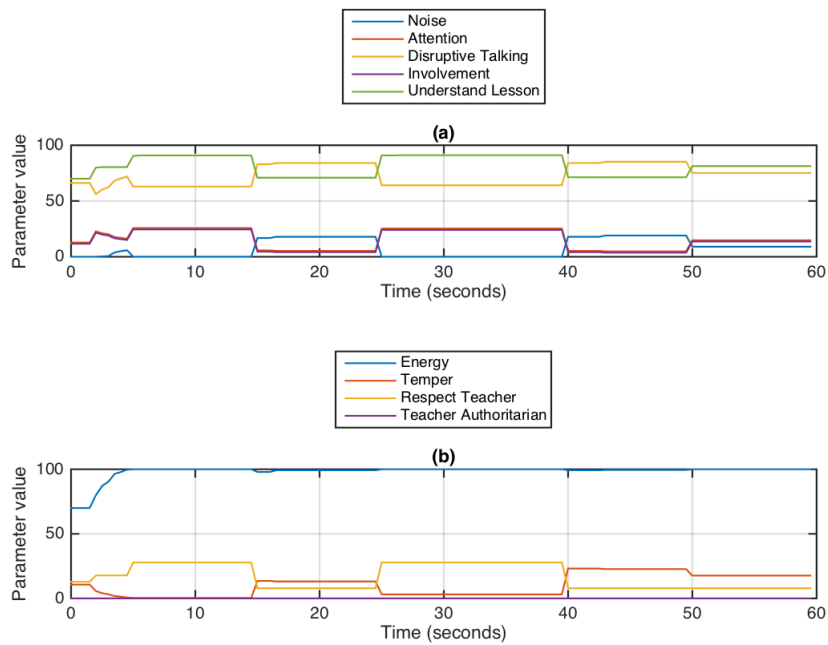 Noise
Attention
Disruptive Talking
Involvement
Understand Lesson
(a)
100
50
0
Parameter value
0 10 20 30 40 50 60
Time (seconds)
Energy
Temper
Respect Teacher
Teacher Authoritarian
(b)
100
50
0
Parameter value
0 10 20 30 40 50 60
Time (seconds)